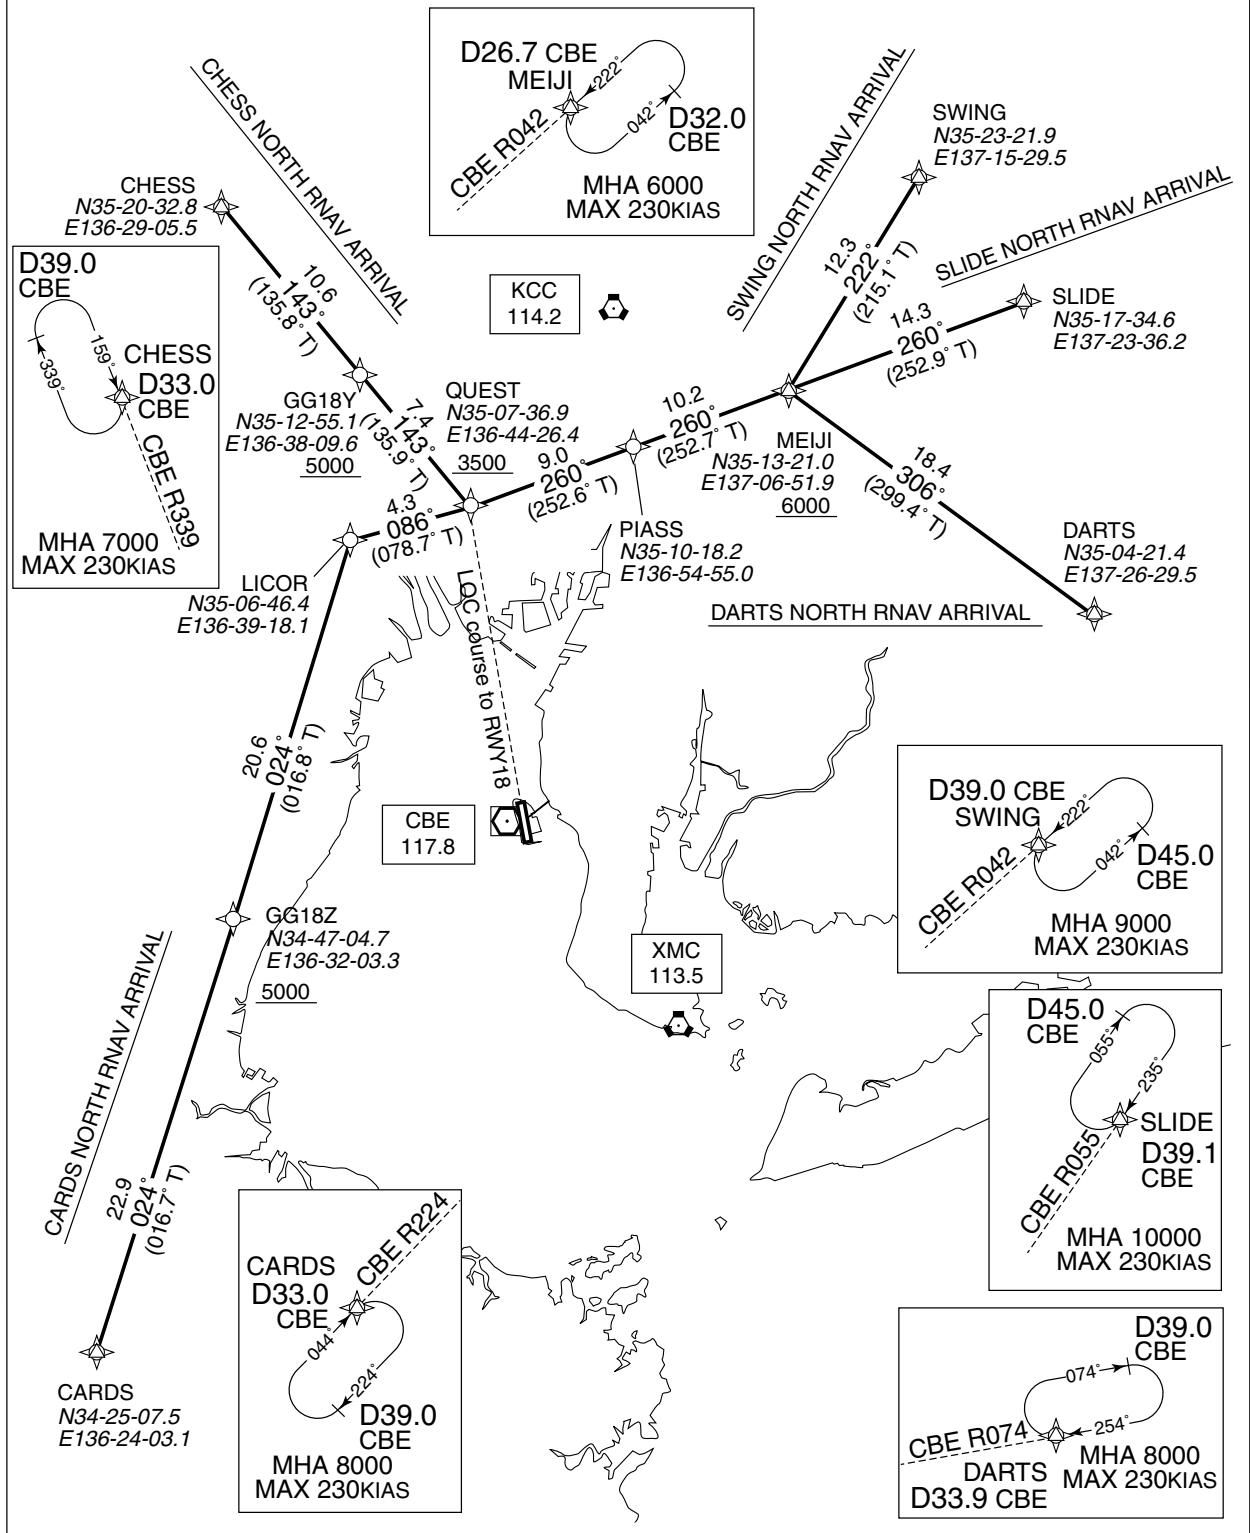 D26.7 CBE
MEIJI
222°
042°
D32.0
CBE
CBE R042
MHA 6000
MAX 230KIAS
CHESS NORTH RNAV ARRIVAL
SWING NORTH RNAV ARRIVAL
SWING
N35-23-21.9
E137-15-29.5
SLIDE NORTH RNAV ARRIVAL
CHESS
N35-20-32.8
E136-29-05.5
D39.0
CBE
159°
339°
CHESS
D33.0
CBE
CBE R339
MHA 7000
MAX 230KIAS
10.6
143°
(135.8° T)
KCC
114.2
12.3
222°
(215.1° T)
14.3
260°
(252.9° T)
SLIDE
N35-17-34.6
E137-23-36.2
GG18Y
N35-12-55.1
E136-38-09.6
5000
7.4
143°
(135.9° T)
QUEST
N35-07-36.9
E136-44-26.4
3500
10.2
260°
(252.7° T)
MEIJI
N35-13-21.0
E137-06-51.9
6000
9.0
260°
(252.6° T)
18.4
306°
(299.4° T)
4.3
086°
(078.7° T)
PIASS
N35-10-18.2
E136-54-55.0
DARTS
N35-04-21.4
E137-26-29.5
LICOR
N35-06-46.4
E136-39-18.1
DARTS NORTH RNAV ARRIVAL
LOC course to RWY18
20.6
024°
(016.8° T)
CBE
117.8
D39.0 CBE
SWING
222°
042°
D45.0
CBE
CBE R042
MHA 9000
MAX 230KIAS
GG18Z
N34-47-04.7
E136-32-03.3
5000
XMC
113.5
CARDS NORTH RNAV ARRIVAL
D45.0
CBE
055°
235°
SLIDE
D39.1
CBE
CBE R055
MHA 10000
MAX 230KIAS
22.9
024°
(016.7° T)
CBE R224
CARDS
D33.0
CBE
044°
224°
D39.0
CBE
MHA 8000
MAX 230KIAS
CARDS
N34-25-07.5
E136-24-03.1
D39.0
CBE
074°
254°
CBE R074
DARTS
D33.9 CBE
MHA 8000
MAX 230KIAS